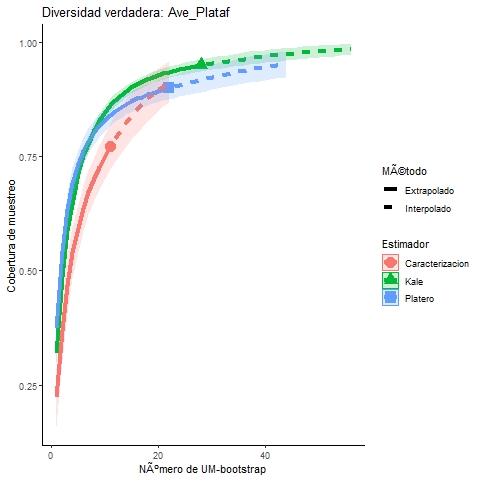 Diversidad verdadera: Ave_Plataf
1.00
0.75
0.50
0.25
Cobertura de muestreo
0
20
40
NÃºmero de UM-bootstrap
MÃ©todo
Extrapolado
Interpolado
Estimador
Caracterizacion
Kale
Platero